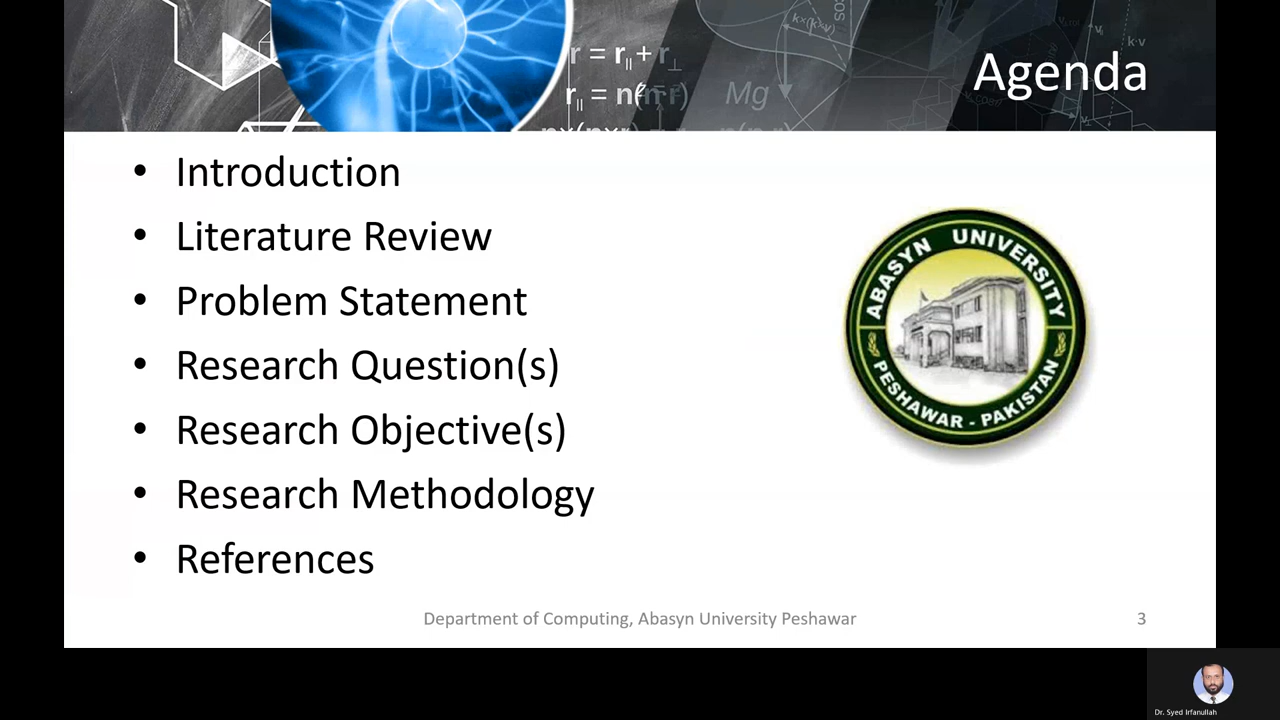 r = r∥ + r⊥
Agenda
k×(k×v)
SOS
k·v
r∥ = n(n·r)
Mg
• Introduction
• Literature Review
• Problem Statement
• Research Question(s)
• Research Objective(s)
• Research Methodology
• References
ABASYN UNIVERSITY
PESHAWAR - PAKISTAN
Department of Computing, Abasyn University Peshawar
3
Dr. Syed Irfanullah